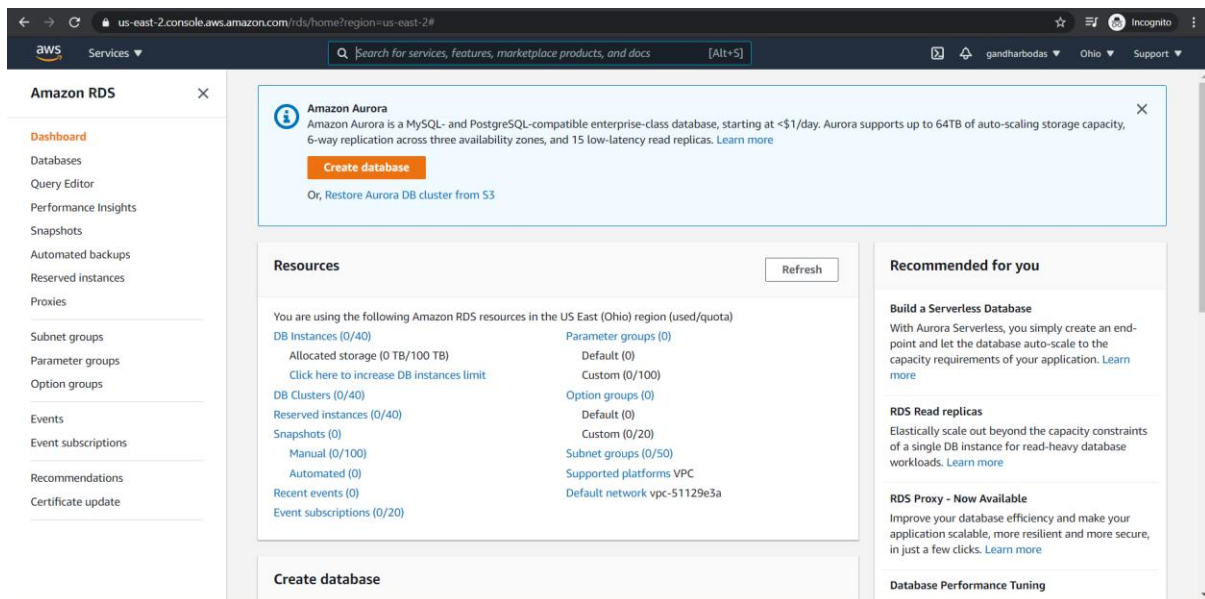 us-east-2.console.aws.amazon.com/rds/home?region=us-east-2#
Incognito
aws
Services ▼
Search for services, features, marketplace products, and docs
[Alt+S]
gandharbodas ▼
Ohio ▼
Support ▼
Amazon RDS
Dashboard
Databases
Query Editor
Performance Insights
Snapshots
Automated backups
Reserved instances
Proxies
Subnet groups
Parameter groups
Option groups
Events
Event subscriptions
Recommendations
Certificate update
Amazon Aurora
Amazon Aurora is a MySQL- and PostgreSQL-compatible enterprise-class database, starting at <$1/day. Aurora supports up to 64TB of auto-scaling storage capacity,
6-way replication across three availability zones, and 15 low-latency read replicas. Learn more
Create database
Or, Restore Aurora DB cluster from S3
Resources
Refresh
You are using the following Amazon RDS resources in the US East (Ohio) region (used/quota)
DB Instances (0/40)
Allocated storage (0 TB/100 TB)
Click here to increase DB instances limit
DB Clusters (0/40)
Reserved instances (0/40)
Snapshots (0)
Manual (0/100)
Automated (0)
Recent events (0)
Event subscriptions (0/20)
Parameter groups (0)
Default (0)
Custom (0/100)
Option groups (0)
Default (0)
Custom (0/20)
Subnet groups (0/50)
Supported platforms VPC
Default network vpc-51129e3a
Create database
Recommended for you
Build a Serverless Database
With Aurora Serverless, you simply create an end-
point and let the database auto-scale to the
capacity requirements of your application. Learn
more
RDS Read replicas
Elastically scale out beyond the capacity constraints
of a single DB instance for read-heavy database
workloads. Learn more
RDS Proxy - Now Available
Improve your database efficiency and make your
application scalable, more resilient and more secure,
in just a few clicks. Learn more
Database Performance Tuning